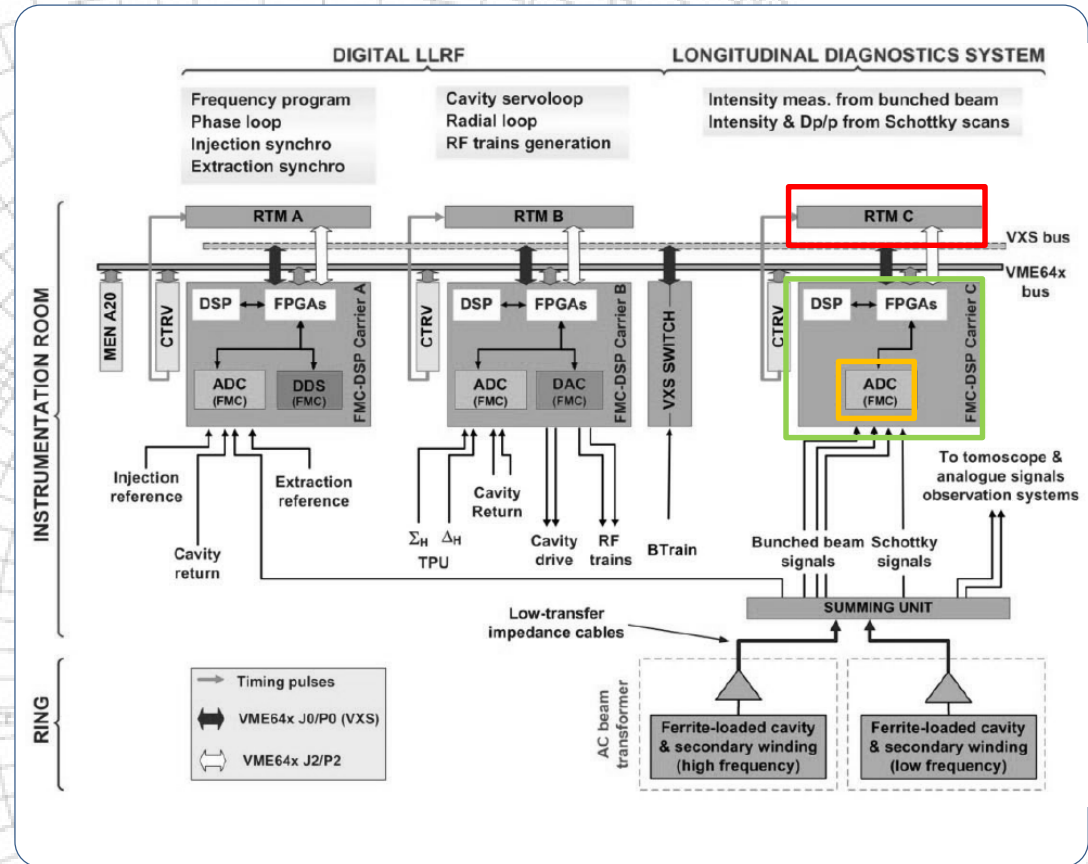 DIGITAL LLRF
LONGITUDINAL DIAGNOSTICS SYSTEM
Frequency program
Phase loop
Injection synchro
Extraction synchro
Cavity servoloop
Radial loop
RF trains generation
Intensity meas. from bunched beam
Intensity & Dp/p from Schottky scans
INSTRUMENTATION ROOM
RTM A
RTM B
RTM C
VXS bus
VME64x
bus
MEN A20
CTRV
DSP
FPGAs
ADC
(FMC)
DDS
(FMC)
FMC-DSP Carrier A
CTRV
DSP
FPGAs
ADC
(FMC)
DAC
(FMC)
FMC-DSP Carrier B
VXS SWITCH
CTRV
DSP
FPGAs
ADC
(FMC)
FMC-DSP Carrier C
Injection
reference
Extraction
reference
Cavity
return
ΣH ΔH
TPU
Cavity
Return
Cavity
drive
RF
trains
BTrain
Bunched beam
signals
Schottky
signals
To tomoscope &
analogue signals
observation systems
SUMMING UNIT
Low-transfer
impedance cables
RING
Timing pulses
VME64x J0/P0 (VXS)
VME64x J2/P2
AC beam
transformer
Ferrite-loaded cavity
& secondary winding
(high frequency)
Ferrite-loaded cavity
& secondary winding
(low frequency)